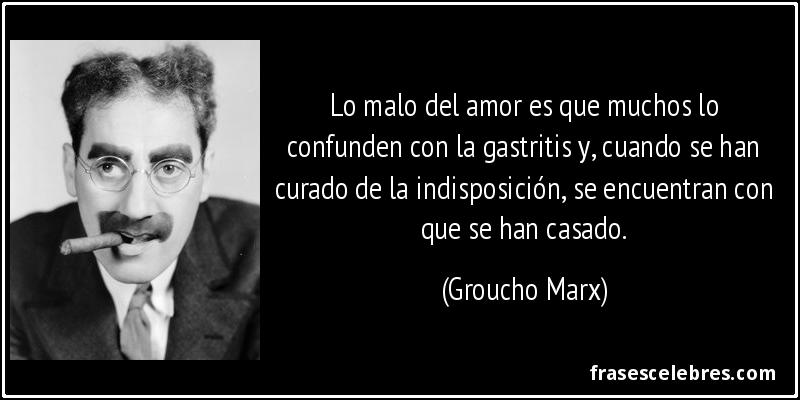 Lo malo del amor es que muchos lo
confunden con la gastritis y, cuando se han
curado de la indisposición, se encuentran con
que se han casado.
(Groucho Marx)
frasescelebres.com